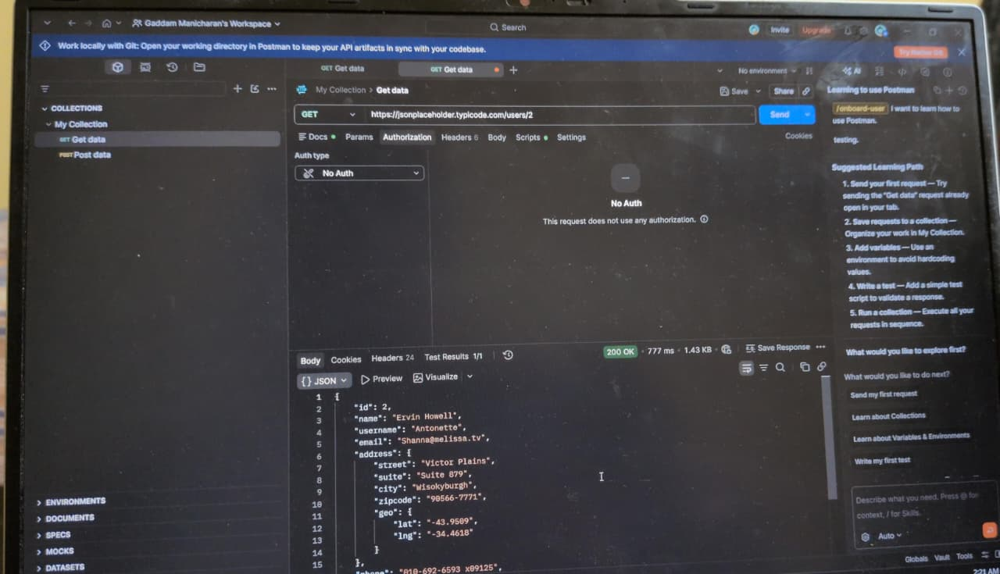 Gaddam Manicharan's Workspace
Search
Invite
Upgrade
Work locally with Git: Open your working directory in Postman to keep your API artifacts in sync with your codebase.
GET Get data
GET Get data
No environment
AI
COLLECTIONS
My Collection
GET Get data
POST Post data
My Collection > Get data
Save
Share
GET
https://jsonplaceholder.typicode.com/users/2
Send
Docs
Params
Authorization
Headers 6
Body
Scripts
Settings
Cookies
Auth type
No Auth
No Auth
This request does not use any authorization.
Learning to use Postman
/onboard-user I want to learn how to
use Postman.
testing.
Suggested Learning Path
1. Send your first request — Try
sending the "Get data" request already
open in your tab.
2. Save requests to a collection —
Organize your work in My Collection.
3. Add variables — Use an
environment to avoid hardcoding
values.
4. Write a test — Add a simple test
script to validate a response.
5. Run a collection — Execute all your
requests in sequence.
What would you like to explore first?
What would you like to do next?
Send my first request
Learn about Collections
Learn about Variables & Environments
Write my first test
Describe what you need. Press @ for
context, / for Skills.
Auto
Body
Cookies
Headers 24
Test Results 1/1
200 OK
777 ms
1.43 KB
Save Response
{} JSON
Preview
Visualize
1 {
2 "id": 2,
3 "name": "Ervin Howell",
4 "username": "Antonette",
5 "email": "Shanna@melissa.tv",
6 "address": {
7 "street": "Victor Plains",
8 "suite": "Suite 879",
9 "city": "Wisokyburgh",
10 "zipcode": "90566-7771",
11 "geo": {
12 "lat": "-43.9509",
13 "lng": "-34.4618"
14 }
15 },
"phone": "010-692-6593 x09125",
ENVIRONMENTS
DOCUMENTS
SPECS
MOCKS
DATASETS
Globals
Vault
Tools
2:21 AM